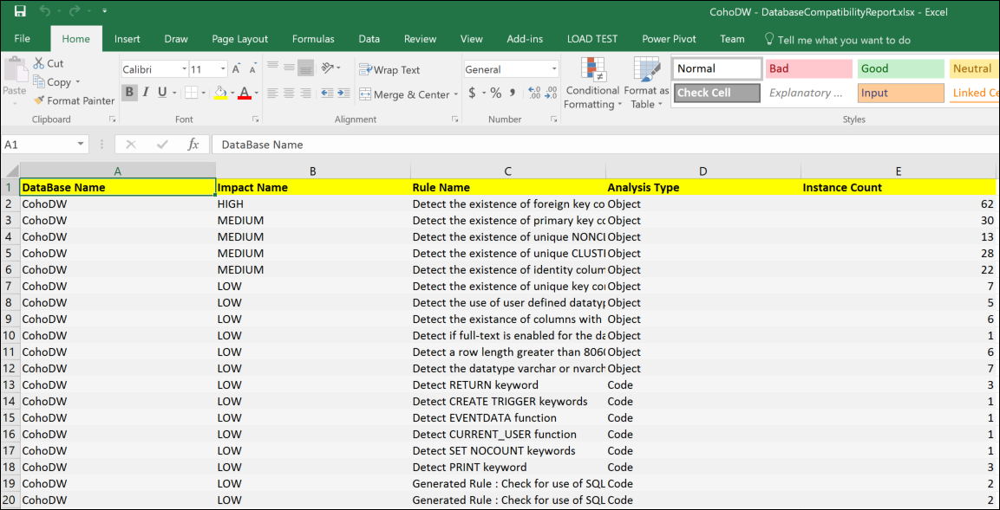 CohoDW - DatabaseCompatibilityReport.xlsx - Excel
File Home Insert Draw Page Layout Formulas Data Review View Add-ins LOAD TEST Power Pivot Team Tell me what you want to do
Paste
Cut
Copy
Format Painter
Clipboard
Calibri 11 A A
B I U A
Font
Wrap Text
Merge & Center
Alignment
General
$ % , .00 .00
Number
Conditional Formatting
Format as Table
Normal Bad Good Neutral
Check Cell Explanatory ... Input Linked Ce
Styles
A1 fx DataBase Name
A B C D E
1 DataBase Name Impact Name Rule Name Analysis Type Instance Count
2 CohoDW HIGH Detect the existence of foreign key co Object 62
3 CohoDW MEDIUM Detect the existence of primary key co Object 30
4 CohoDW MEDIUM Detect the existence of unique NONCL Object 13
5 CohoDW MEDIUM Detect the existence of unique CLUSTI Object 28
6 CohoDW MEDIUM Detect the existence of identity colum Object 22
7 CohoDW LOW Detect the existence of unique key co Object 7
8 CohoDW LOW Detect the use of user defined dataty Object 5
9 CohoDW LOW Detect the existance of columns with Object 6
10 CohoDW LOW Detect if full-text is enabled for the da Object 1
11 CohoDW LOW Detect a row length greater than 8060 Object 6
12 CohoDW LOW Detect the datatype varchar or nvarch Object 7
13 CohoDW LOW Detect RETURN keyword Code 3
14 CohoDW LOW Detect CREATE TRIGGER keywords Code 1
15 CohoDW LOW Detect EVENTDATA function Code 1
16 CohoDW LOW Detect CURRENT_USER function Code 1
17 CohoDW LOW Detect SET NOCOUNT keywords Code 1
18 CohoDW LOW Detect PRINT keyword Code 3
19 CohoDW LOW Generated Rule : Check for use of SQL Code 2
20 CohoDW LOW Generated Rule : Check for use of SQL Code 2